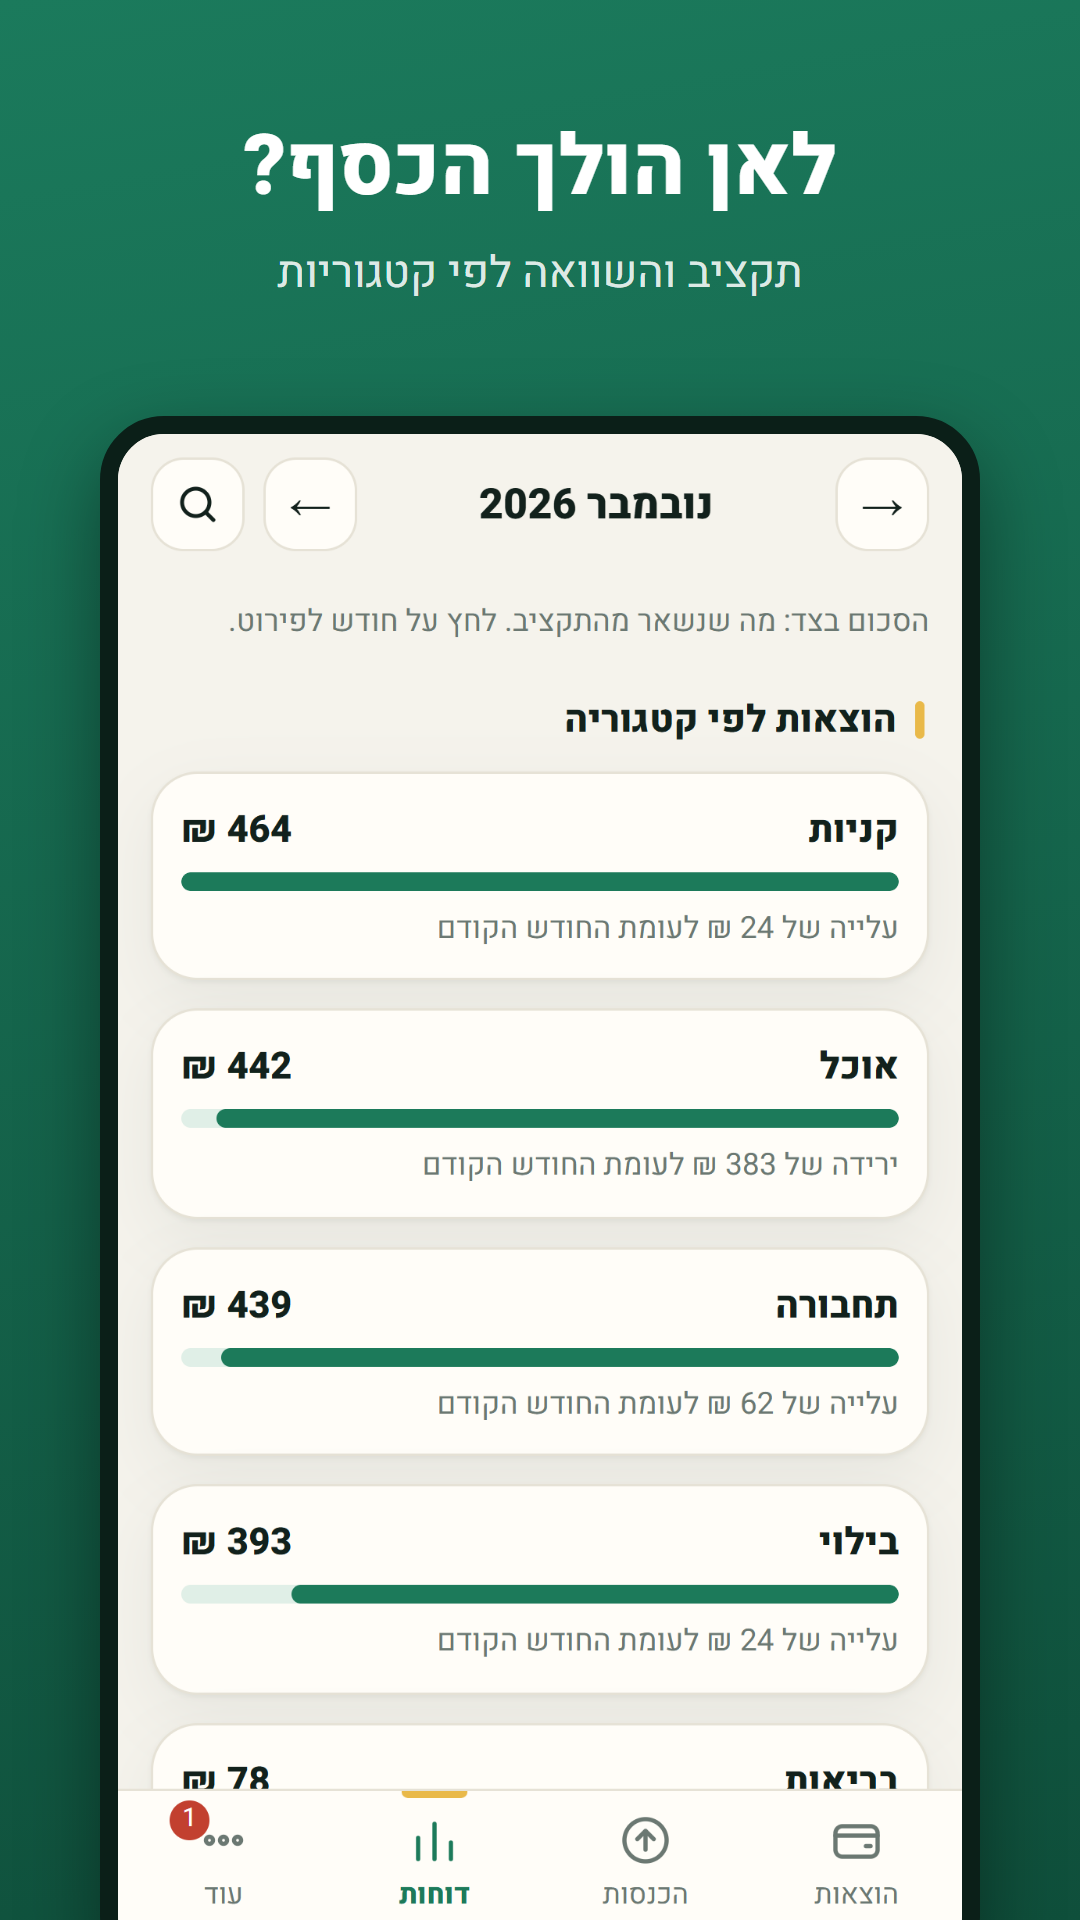 לאן הולך הכסף?
תקציב והשוואה לפי קטגוריות
→ נובמבר 2026 ←
הסכום בצד: מה שנשאר מהתקציב. לחץ על חודש לפירוט.
הוצאות לפי קטגוריה
קניות 464 ₪
עלייה של 24 ₪ לעומת החודש הקודם
אוכל 442 ₪
ירידה של 383 ₪ לעומת החודש הקודם
תחבורה 439 ₪
עלייה של 62 ₪ לעומת החודש הקודם
בילוי 393 ₪
עלייה של 24 ₪ לעומת החודש הקודם
בריאות 78 ₪
1
הוצאות הכנסות דוחות עוד